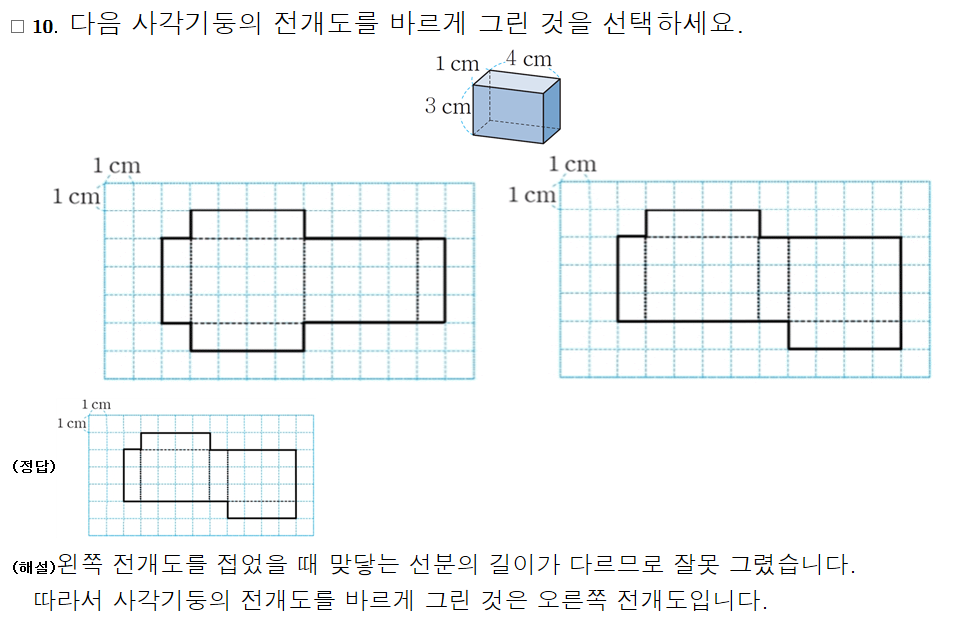 □ 10. 다음 사각기둥의 전개도를 바르게 그린 것을 선택하세요.
1 cm 4 cm
3 cm
1 cm 1 cm
1 cm 1 cm
1 cm
1 cm
(정답)
(해설)왼쪽 전개도를 접었을 때 맞닿는 선분의 길이가 다르므로 잘못 그렸습니다.
따라서 사각기둥의 전개도를 바르게 그린 것은 오른쪽 전개도입니다.